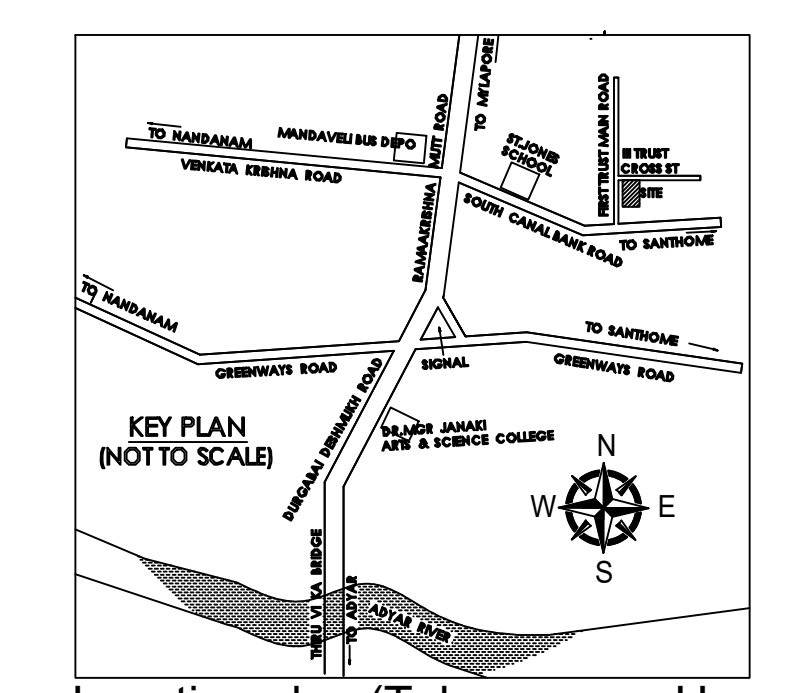 TO MYLAPORE
MUTT ROAD
FIRST TRUST MAIN ROAD
TO NANDANAM
MANDAVELI BUS DEPO
VENKATA KRISHNA ROAD
ST.JONES
SCHOOL
III TRUST
CROSS ST
SITE
RAMAAKRISHNA
SOUTH CANAL BANK ROAD
TO SANTHOME
TO NANDANAM
TO SANTHOME
GREENWAYS ROAD
SIGNAL
GREENWAYS ROAD
DURGABAI DESHMUKH ROAD
KEY PLAN
(NOT TO SCALE)
DR.MGR JANAKI
ARTS & SCIENCE COLLEGE
N
W E
S
THIRU VI KA BRIDGE
TO ADYAR
ADYAR RIVER